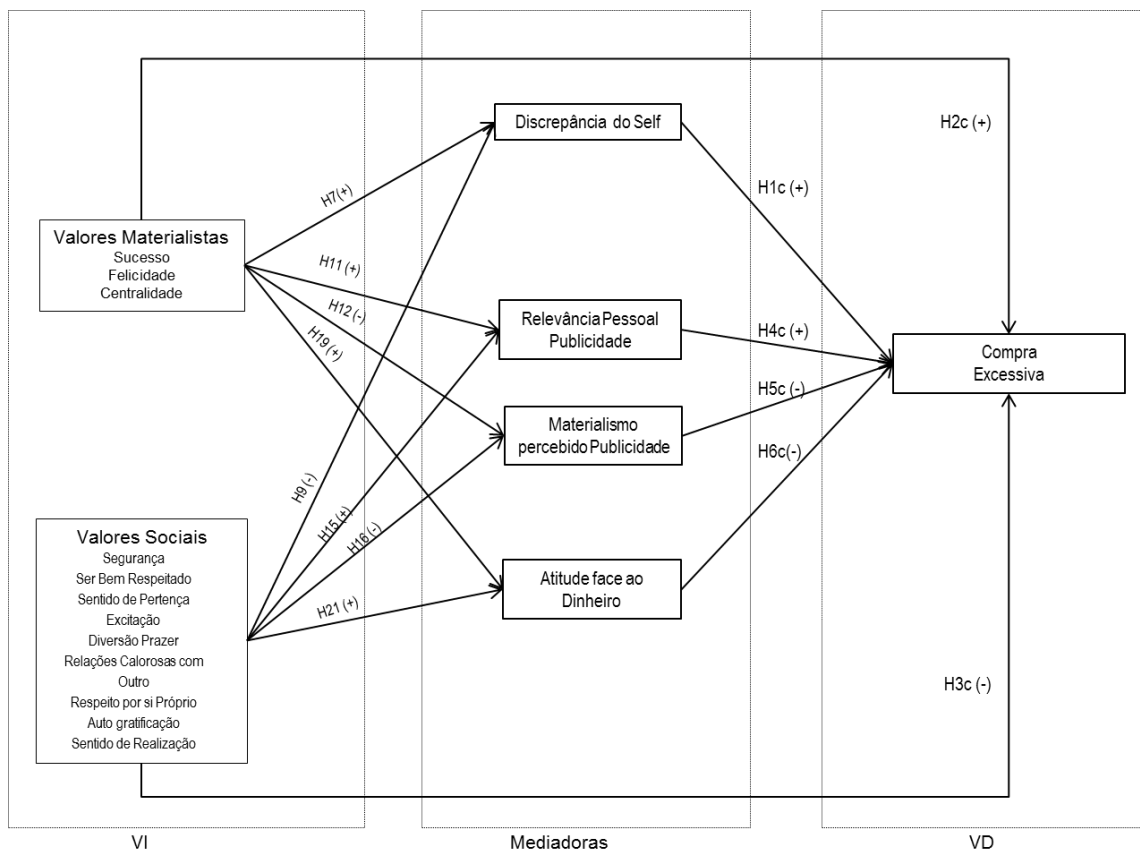 Discrepância do Self
H2c (+)
H1c (+)
H7(+)
Valores Materialistas
Sucesso
Felicidade
Centralidade
H11 (+)
H12 (-)
H19 (+)
Relevância Pessoal
Publicidade
H4c (+)
Compra
Excessiva
H5c (-)
Materialismo
percebido Publicidade
H6c(-)
H9 (-)
H15 (+)
H16 (-)
H21 (+)
Valores Sociais
Segurança
Ser Bem Respeitado
Sentido de Pertença
Excitação
Diversão Prazer
Relações Calorosas com
Outro
Respeito por si Próprio
Auto gratificação
Sentido de Realização
Atitude face ao
Dinheiro
H3c (-)
VI
Mediadoras
VD